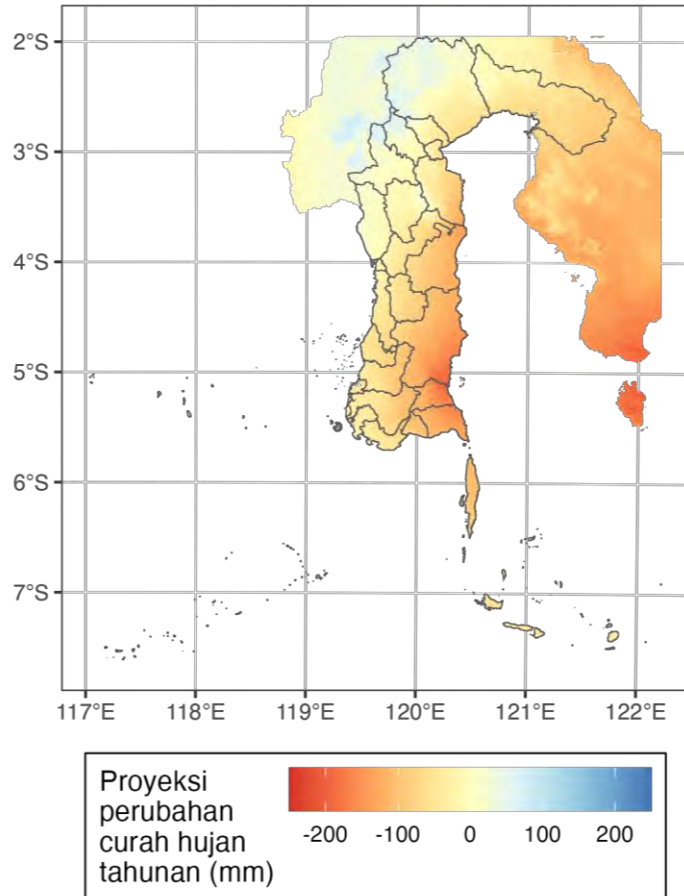 2°S
3°S
4°S
5°S
6°S
7°S
117°E 118°E 119°E 120°E 121°E 122°E
Proyeksi
perubahan
curah hujan
tahunan (mm)
-200 -100 0 100 200